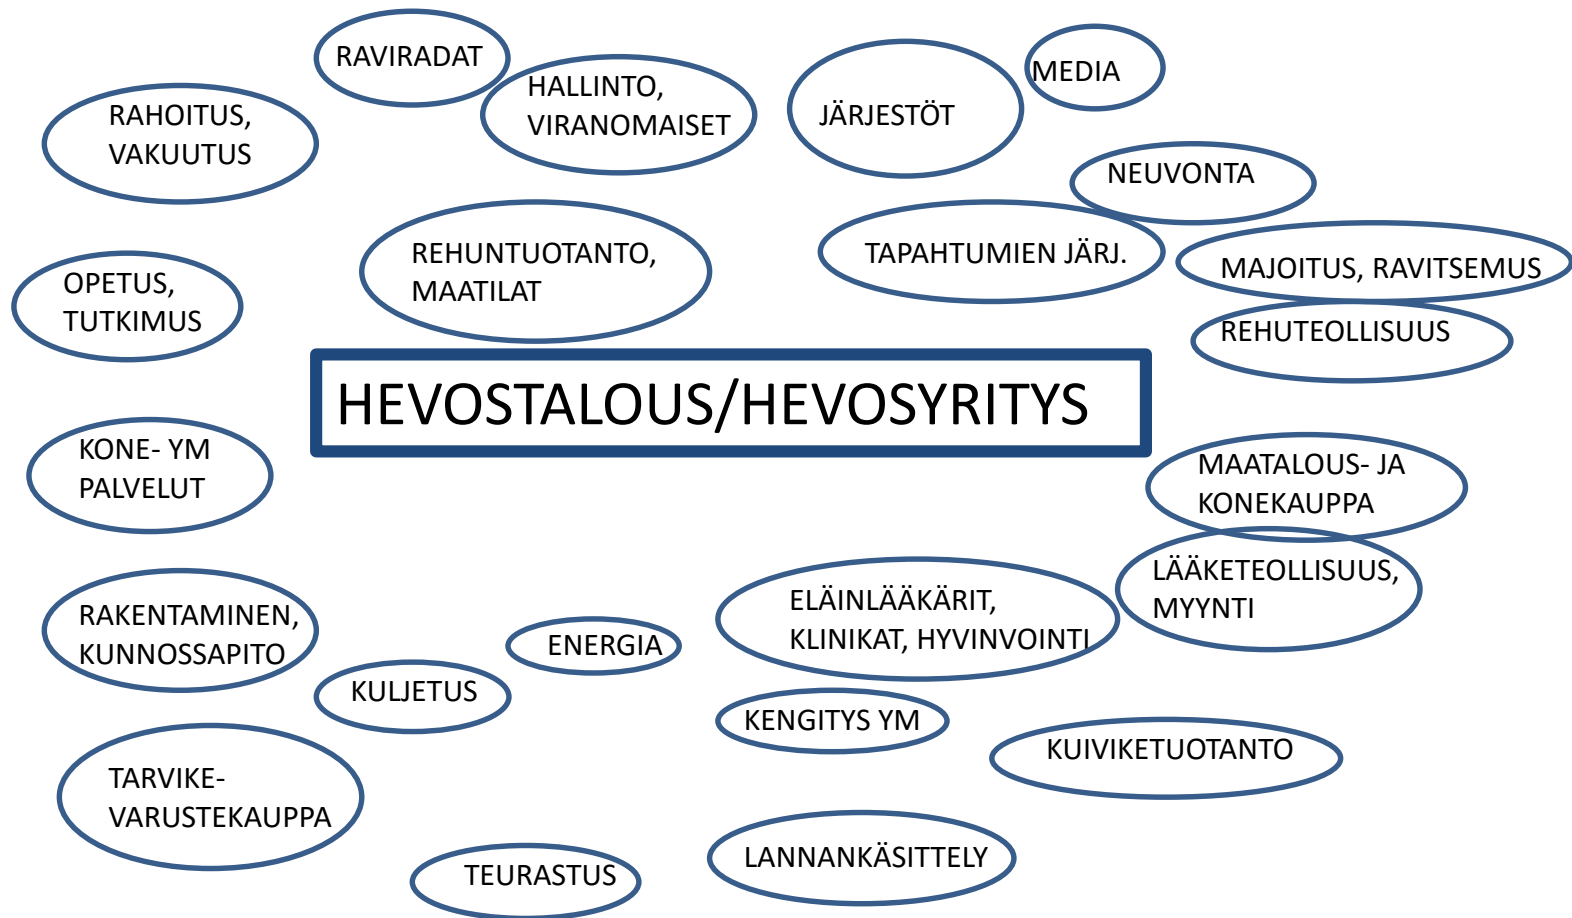 RAVIRADAT
MEDIA
HALLINTO,
VIRANOMAISET
JÄRJESTÖT
RAHOITUS,
VAKUUTUS
NEUVONTA
REHUNTUOTANTO,
MAATILAT
TAPAHTUMIEN JÄRJ.
MAJOITUS, RAVITSEMUS
OPETUS,
TUTKIMUS
REHUTEOLLISUUS
HEVOSTALOUS/HEVOSYRITYS
KONE- YM
PALVELUT
MAATALOUS- JA
KONEKAUPPA
LÄÄKETEOLLISUUS,
MYYNTI
ELÄINLÄÄKÄRIT,
KLINIKAT, HYVINVOINTI
RAKENTAMINEN,
KUNNOSSAPITO
ENERGIA
KULJETUS
KENGITYS YM
KUIVIKETUOTANTO
TARVIKE-
VARUSTEKAUPPA
LANNANKÄSITTELY
TEURASTUS